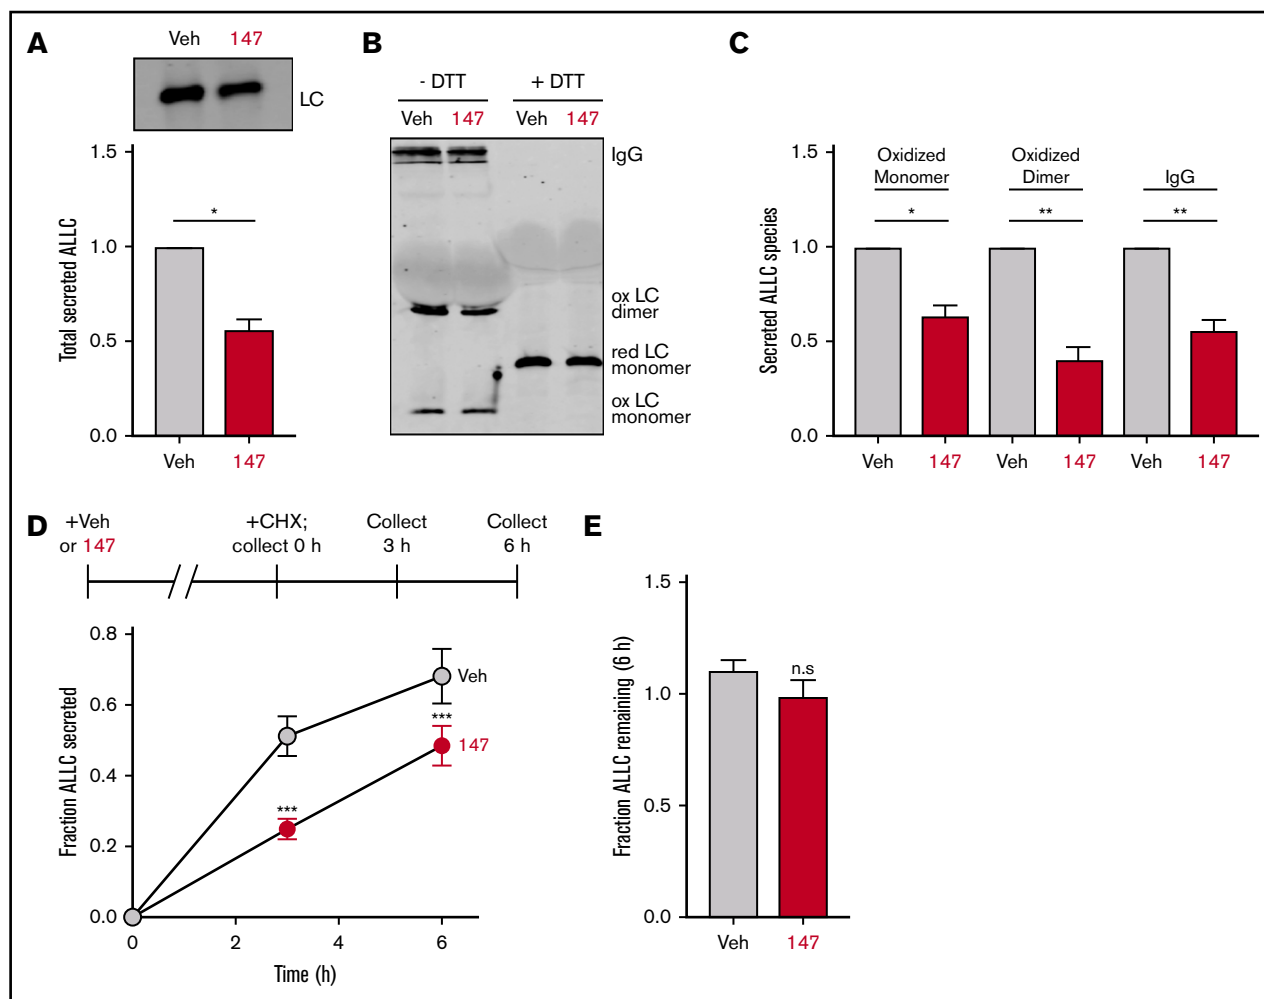 A
Veh 147
LC
Total secreted ALLC
1.5
1.0
0.5
0.0
*
Veh 147
B
- DTT + DTT
Veh 147 Veh 147
IgG
ox LC
dimer
red LC
monomer
ox LC
monomer
C
Secreted ALLC species
1.5
1.0
0.5
0.0
Oxidized
Monomer
*
Oxidized
Dimer
**
IgG
**
Veh 147 Veh 147 Veh 147
D
+Veh
or 147
+CHX;
collect 0 h
Collect
3 h
Collect
6 h
Fraction ALLC secreted
0.8
0.6
0.4
0.2
0.0
Veh
***
147
***
0 2 4 6
Time (h)
E
Fraction ALLC remaining (6 h)
1.5
1.0
0.5
0.0
n.s
Veh 147